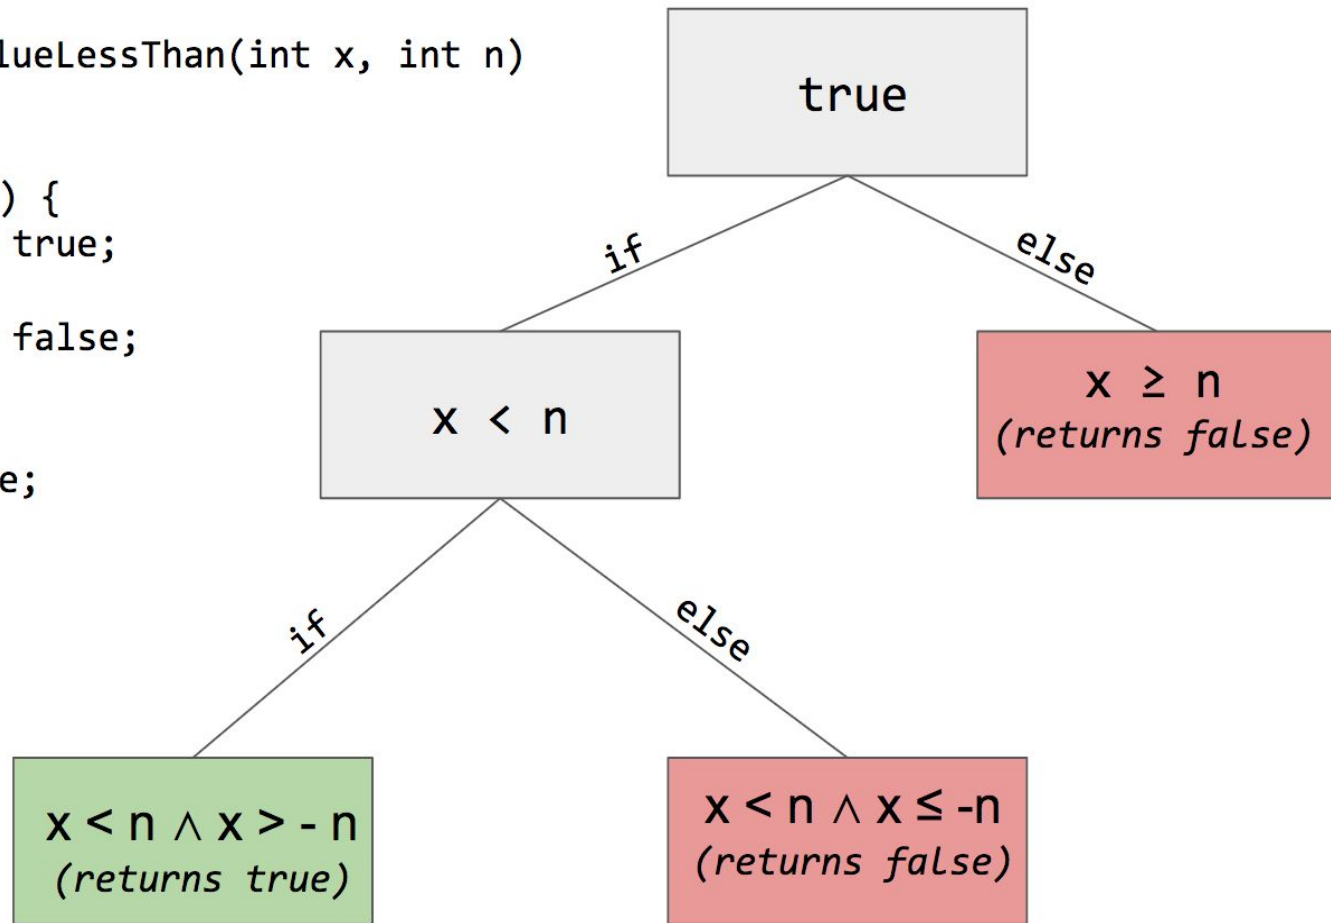 lueLessThan(int x, int n)
) {
true;
false;
e;
true
if
else
x < n
x ≥ n
(returns false)
if
else
x < n ∧ x > - n
(returns true)
x < n ∧ x ≤ -n
(returns false)